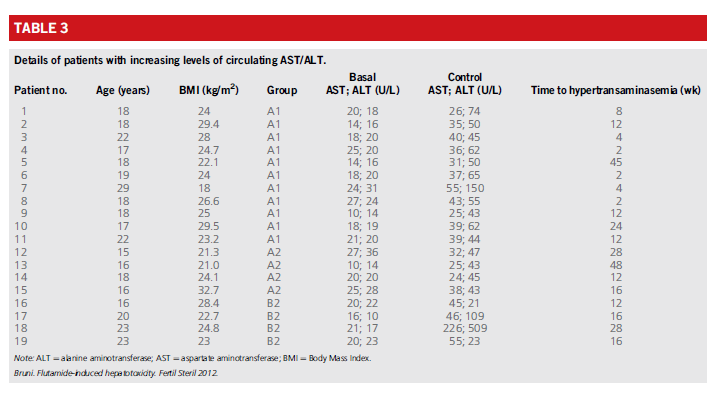 TABLE 3
Details of patients with increasing levels of circulating AST/ALT.
Basal Control
Patient no. Age (years) BMI (kg/m2) Group AST; ALT (U/L) AST; ALT (U/L) Time to hypertransaminasemia (wk)
1 18 24 A1 20; 18 26; 74 8
2 18 29.4 A1 14; 16 35; 50 12
3 22 28 A1 18; 20 40; 45 4
4 17 24.7 A1 25; 20 36; 62 2
5 18 22.1 A1 14; 16 31; 50 45
6 19 24 A1 18; 20 37; 65 2
7 29 18 A1 24; 31 55; 150 4
8 18 26.6 A1 27; 24 43; 55 2
9 18 25 A1 10; 14 25; 43 12
10 17 29.5 A1 18; 19 39; 62 24
11 22 23.2 A1 21; 20 39; 44 12
12 15 21.3 A2 27; 36 32; 47 28
13 16 21.0 A2 10; 14 25; 43 48
14 18 24.1 A2 20; 20 24; 45 12
15 16 32.7 A2 25; 28 38; 43 16
16 16 28.4 B2 20; 22 45; 21 12
17 20 22.7 B2 16; 10 46; 109 16
18 23 24.8 B2 21; 17 226; 509 28
19 23 23 B2 20; 23 55; 23 16
Note: ALT = alanine aminotransferase; AST = aspartate aminotransferase; BMI = Body Mass Index.
Bruni. Flutamide-induced hepatotoxicity. Fertil Steril 2012.